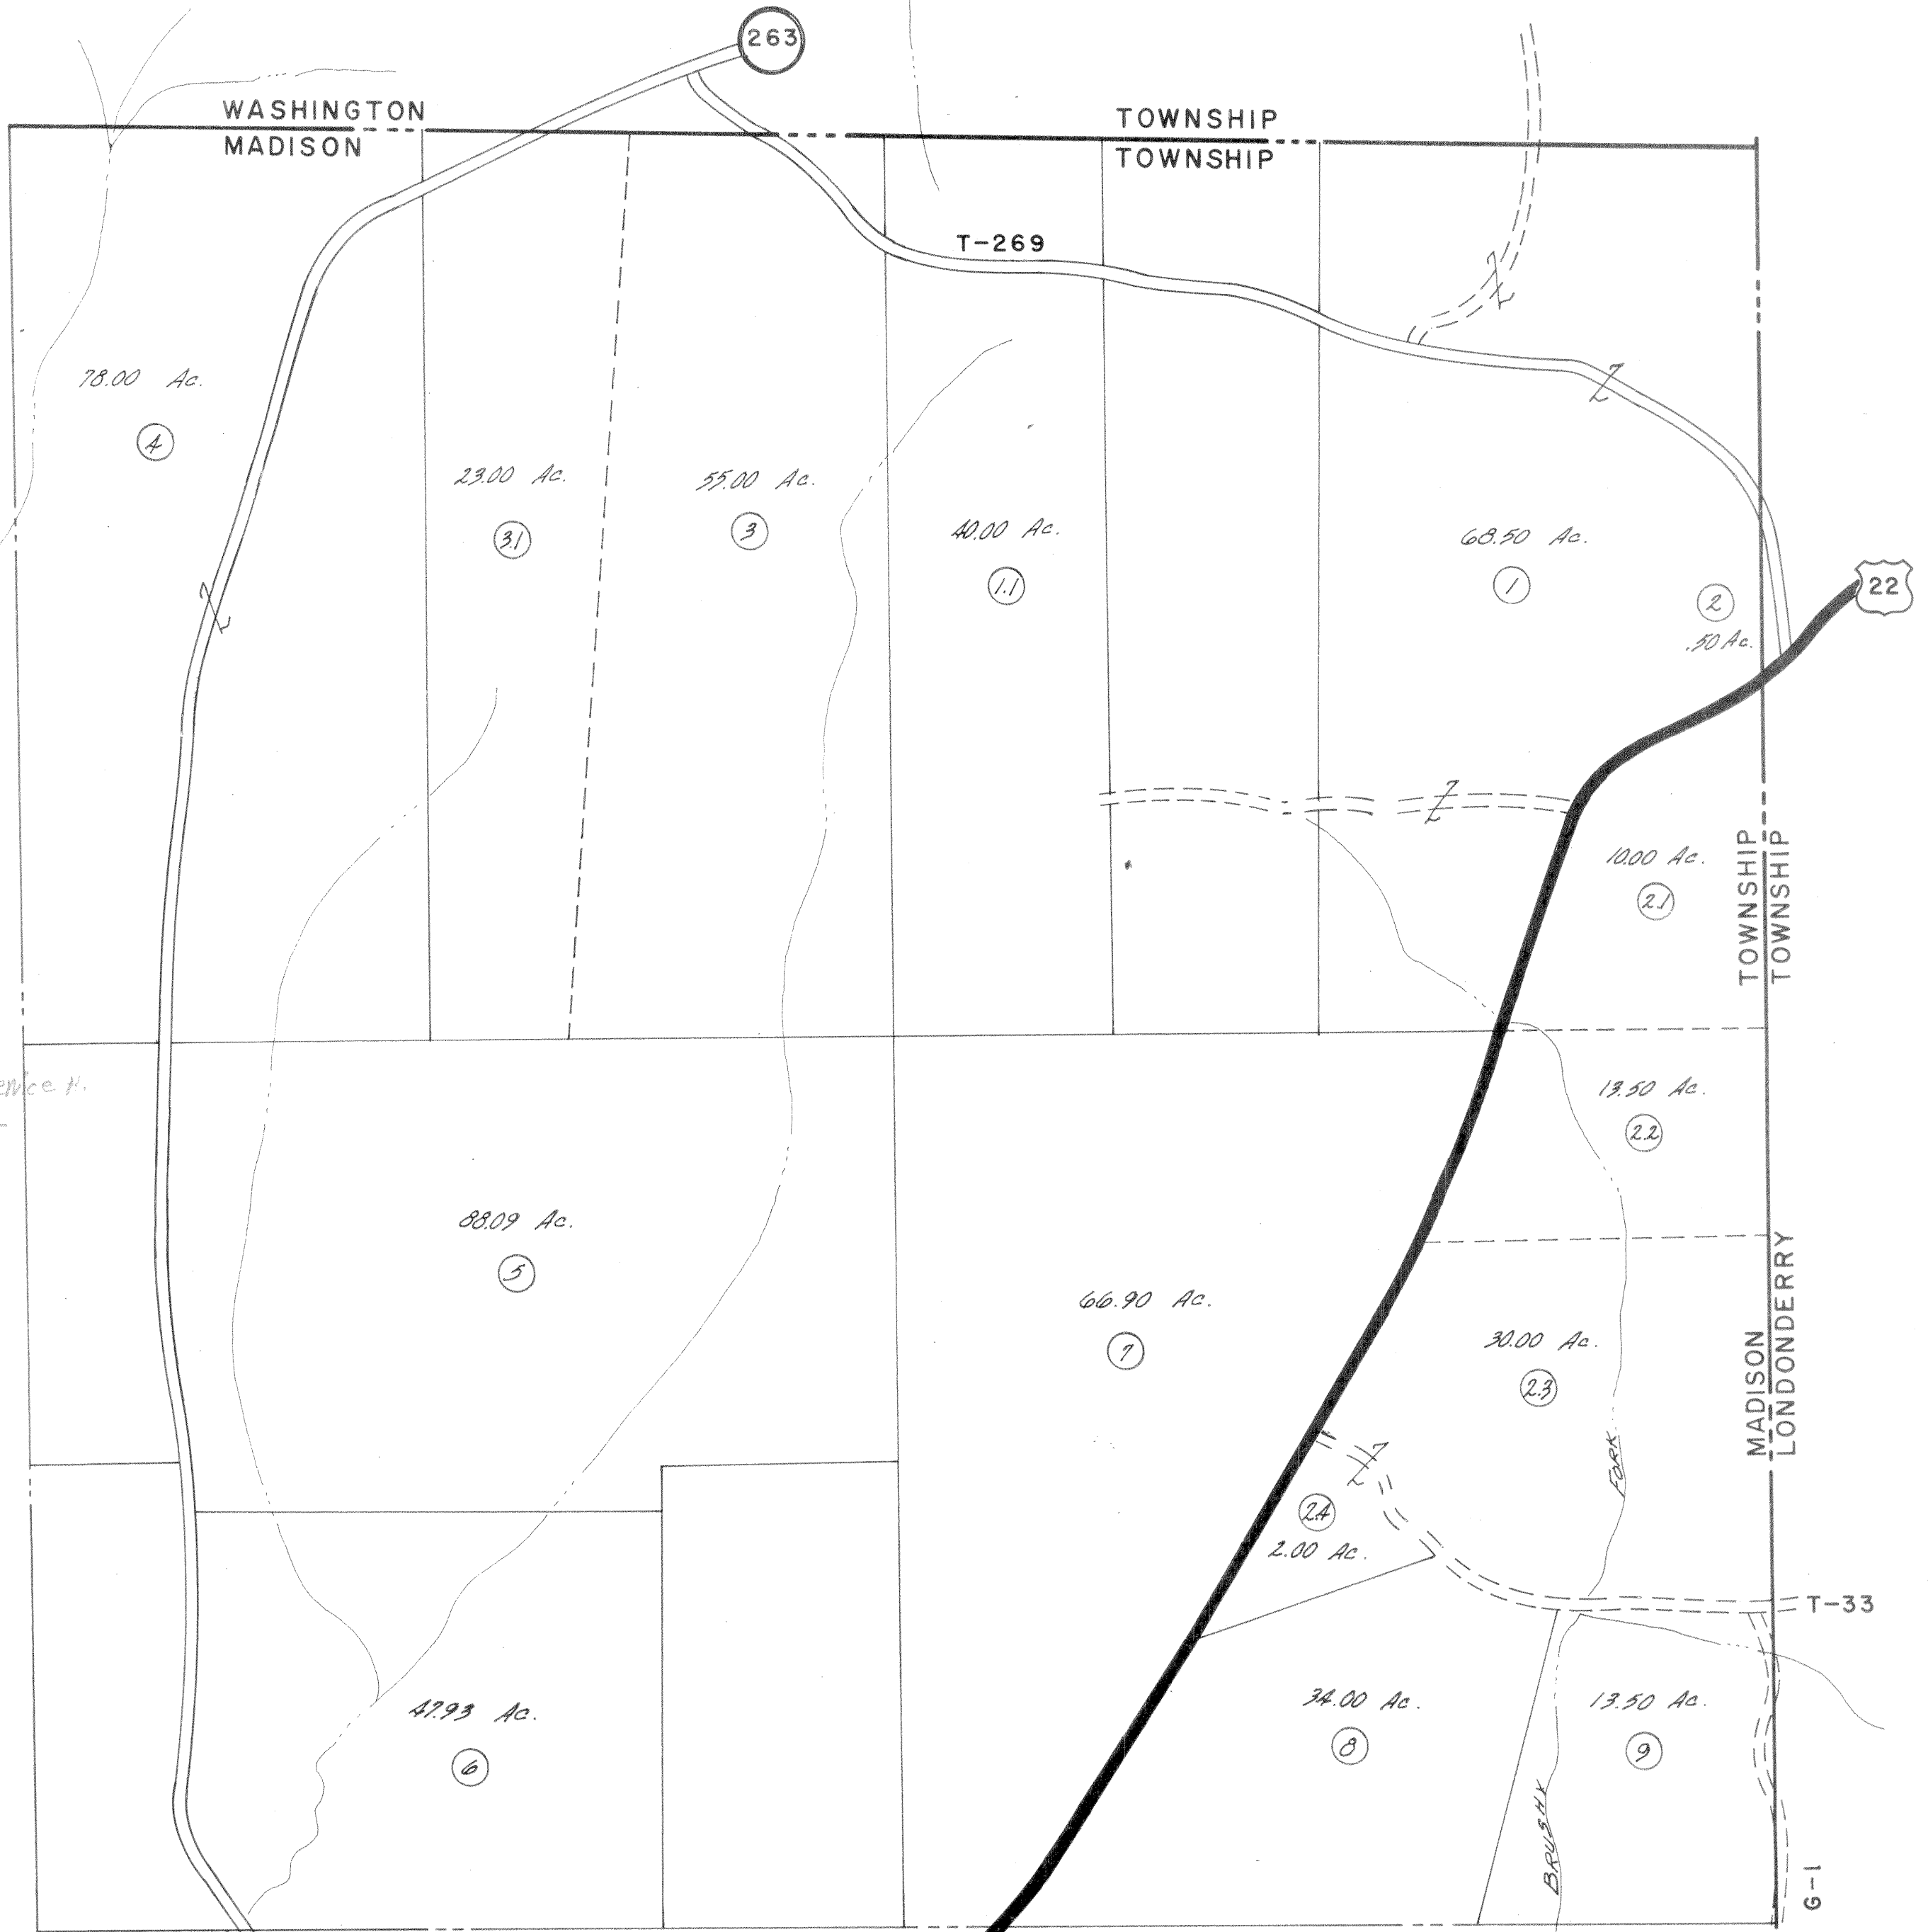 263
WASHINGTON TOWNSHIP
MADISON TOWNSHIP
T-269
78.00 Ac.
4
23.00 Ac.
3.1
55.00 Ac.
3
40.00 Ac.
1.1
68.50 Ac.
1
2
.50 Ac.
22
10.00 Ac.
2.1
TOWNSHIP
TOWNSHIP
13.50 Ac.
2.2
88.09 Ac.
5
66.90 Ac.
7
30.00 Ac.
2.3
MADISON
LONDONDERRY
FORK
2.4
2.00 Ac.
T-33
47.93 Ac.
6
34.00 Ac.
8
13.50 Ac.
9
BRUSHY
G-1